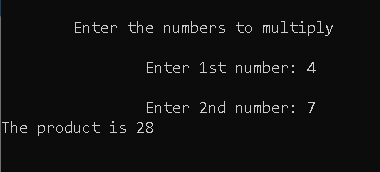 Enter the numbers to multiply
Enter 1st number: 4
Enter 2nd number: 7
The product is 28